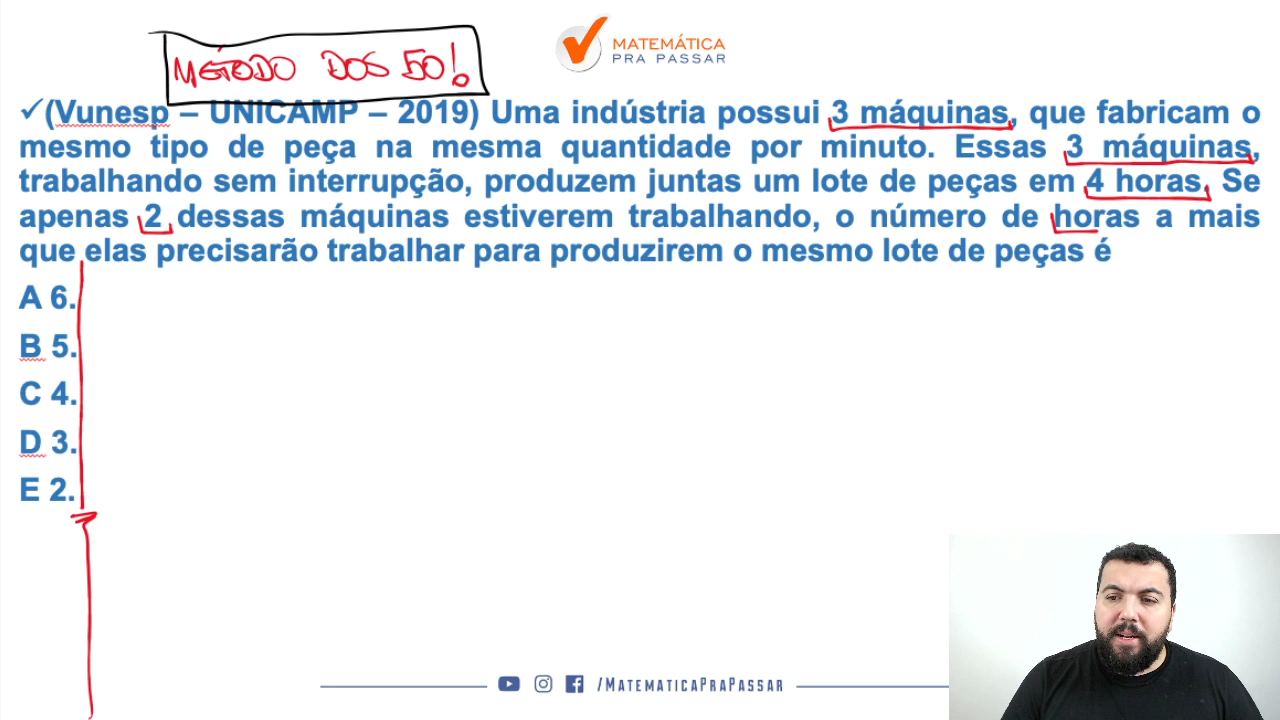 MATEMÁTICA
PRA PASSAR
MÉTODO DOS 50!
✓(Vunesp – UNICAMP – 2019) Uma indústria possui 3 máquinas, que fabricam o
mesmo tipo de peça na mesma quantidade por minuto. Essas 3 máquinas,
trabalhando sem interrupção, produzem juntas um lote de peças em 4 horas. Se
apenas 2 dessas máquinas estiverem trabalhando, o número de horas a mais
que elas precisarão trabalhar para produzirem o mesmo lote de peças é
A 6.
B 5.
C 4.
D 3.
E 2.
/MATEMATICAPRAPASSAR